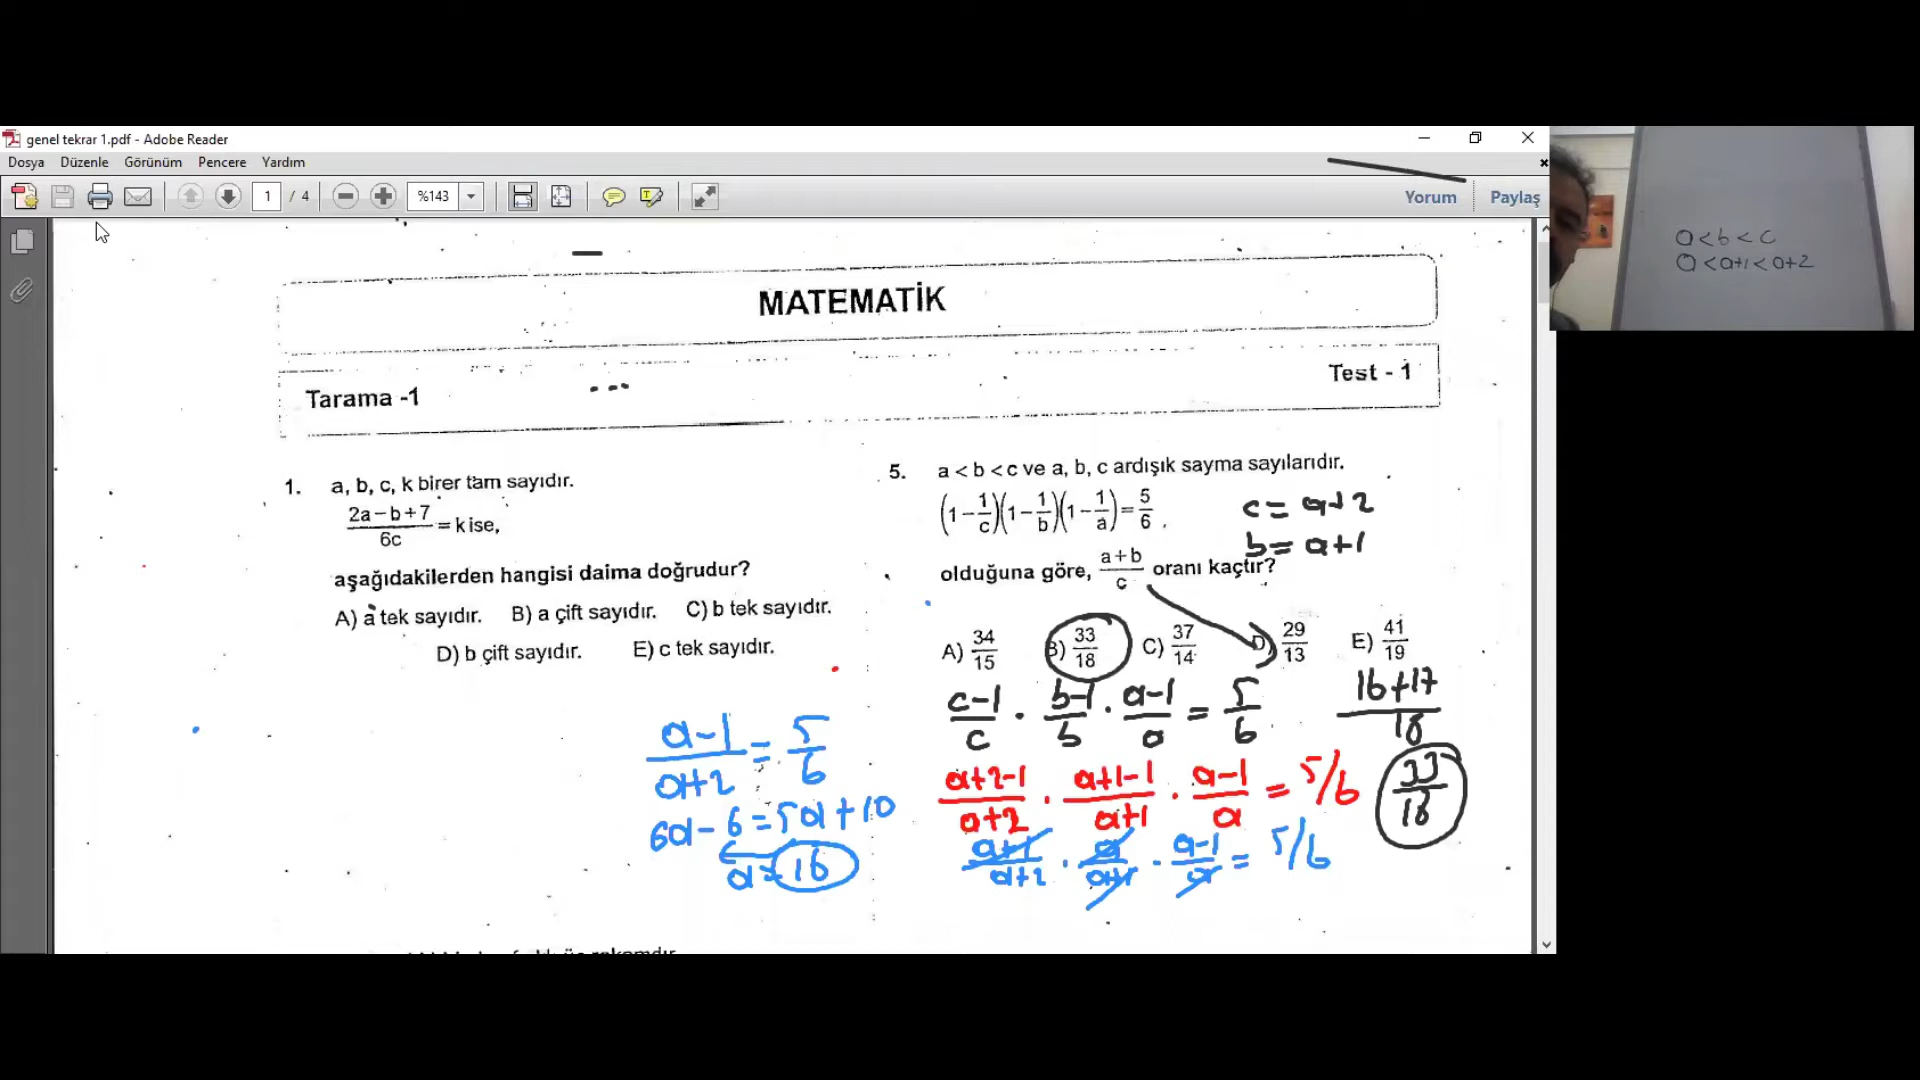 genel tekrar 1.pdf - Adobe Reader
Dosya Düzenle Görünüm Pencere Yardım
1 / 4 %143 Yorum Paylaş
MATEMATİK
Tarama -1
Test - 1
1. a, b, c, k birer tam sayıdır.
2a-b+7/6c = k ise,
aşağıdakilerden hangisi daima doğrudur?
A) a tek sayıdır. B) a çift sayıdır. C) b tek sayıdır.
D) b çift sayıdır. E) c tek sayıdır.
a-1/a+2 = 5/6
6a-6=5a+10
a=16
5. a < b < c ve a, b, c ardışık sayma sayılarıdır.
(1-1/c)(1-1/b)(1-1/a)=5/6.
c = a+2
b = a+1
olduğuna göre, a+b/c oranı kaçtır?
A) 34/15 B) 33/18 C) 37/14 D) 29/13 E) 41/19
c-1/c . b-1/b . a-1/a = 5/6
16+17/18
a+2-1/a+2 . a+1-1/a+1 . a-1/a = 5/6
33/18
a+1/a+2 . a/a+1 . a-1/a = 5/6
a<b<c
a<a+1<a+2